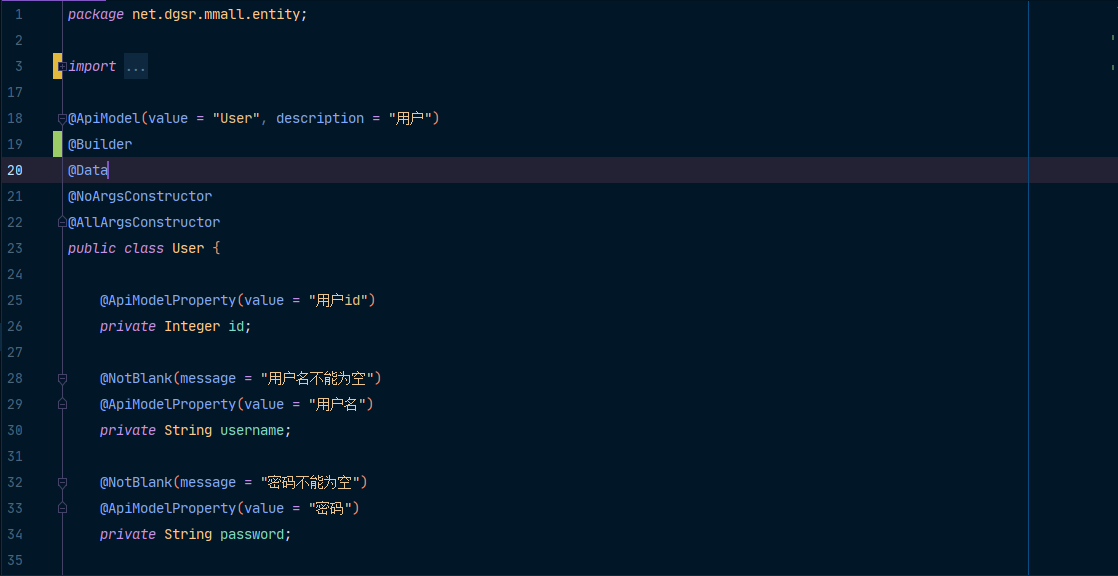 1 package net.dgsr.mmall.entity;
2
3 import ...
17
18 @ApiModel(value = "User", description = "用户")
19 @Builder
20 @Data
21 @NoArgsConstructor
22 @AllArgsConstructor
23 public class User {
24
25 @ApiModelProperty(value = "用户id")
26 private Integer id;
27
28 @NotBlank(message = "用户名不能为空")
29 @ApiModelProperty(value = "用户名")
30 private String username;
31
32 @NotBlank(message = "密码不能为空")
33 @ApiModelProperty(value = "密码")
34 private String password;
35